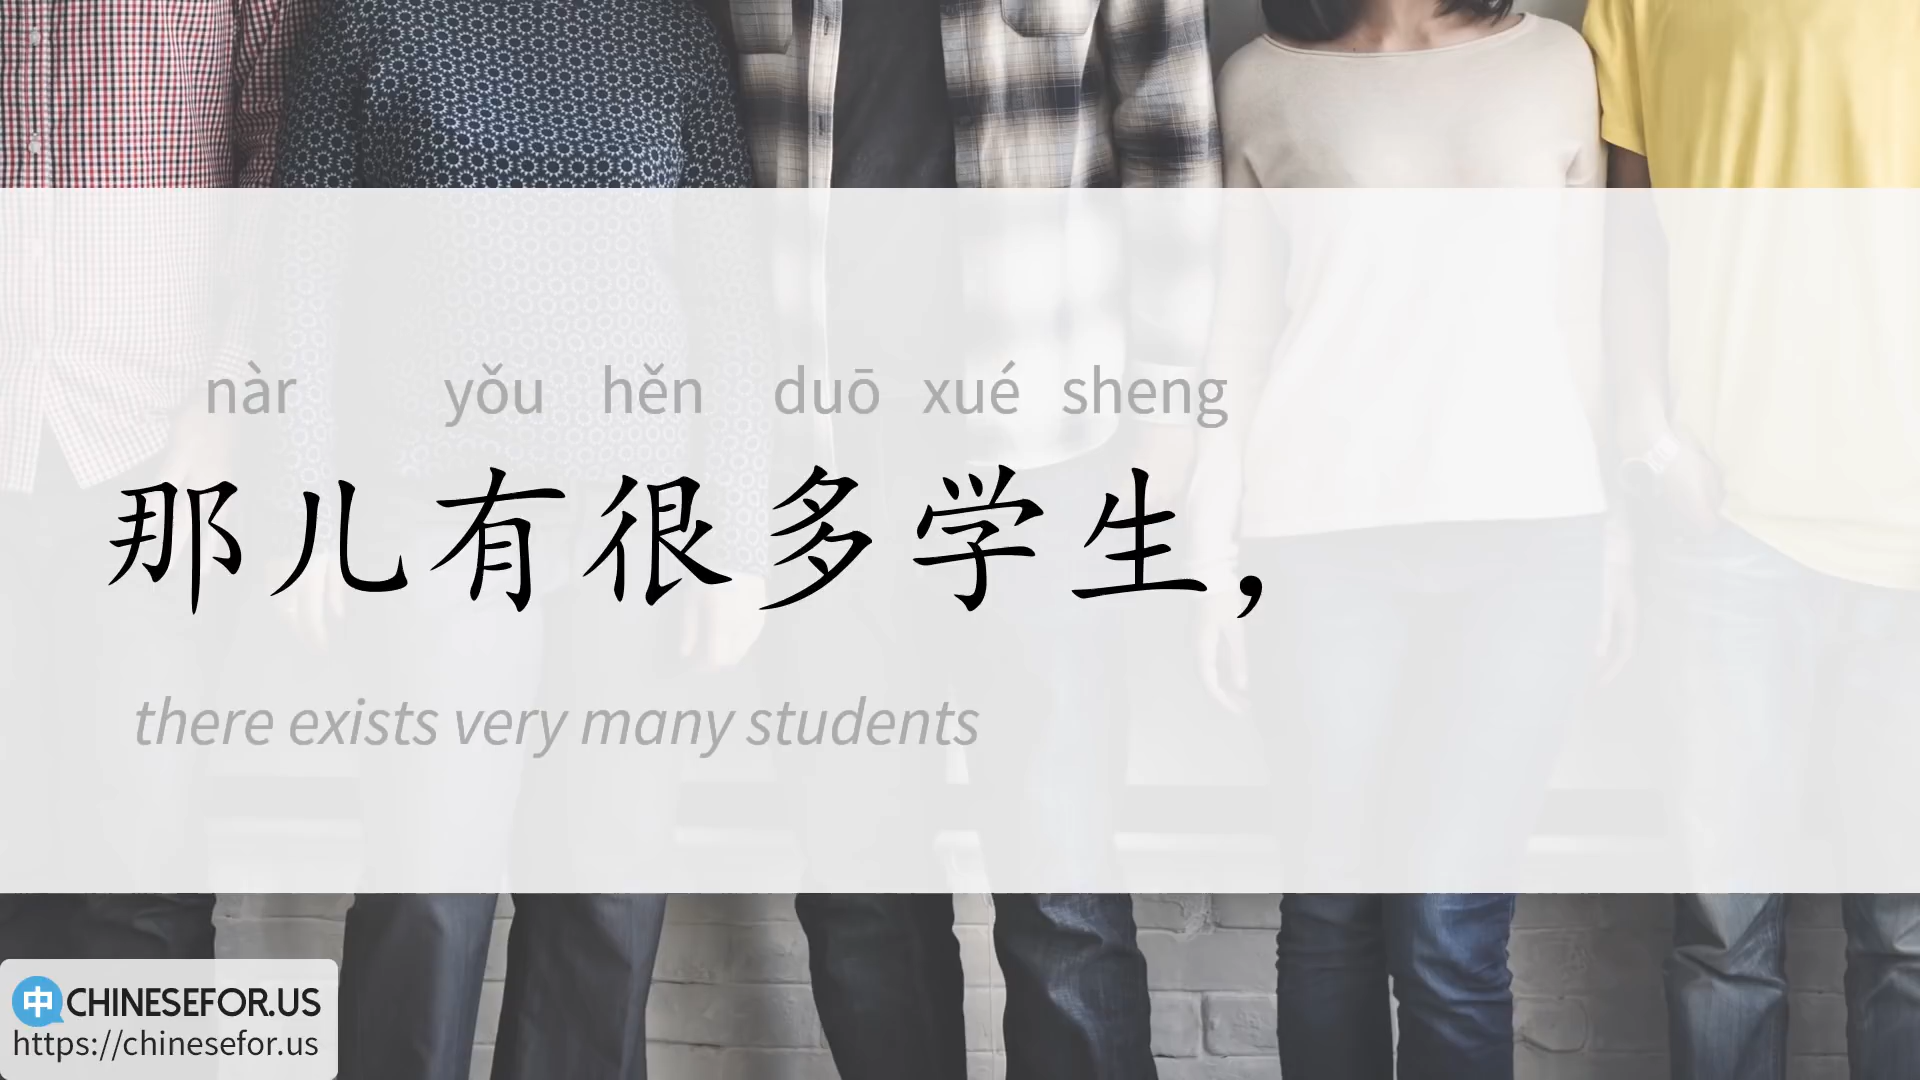 nàr yǒu hěn duō xué sheng
那儿有很多学生，
there exists very many students
中 CHINESEFOR.US
https://chinesefor.us